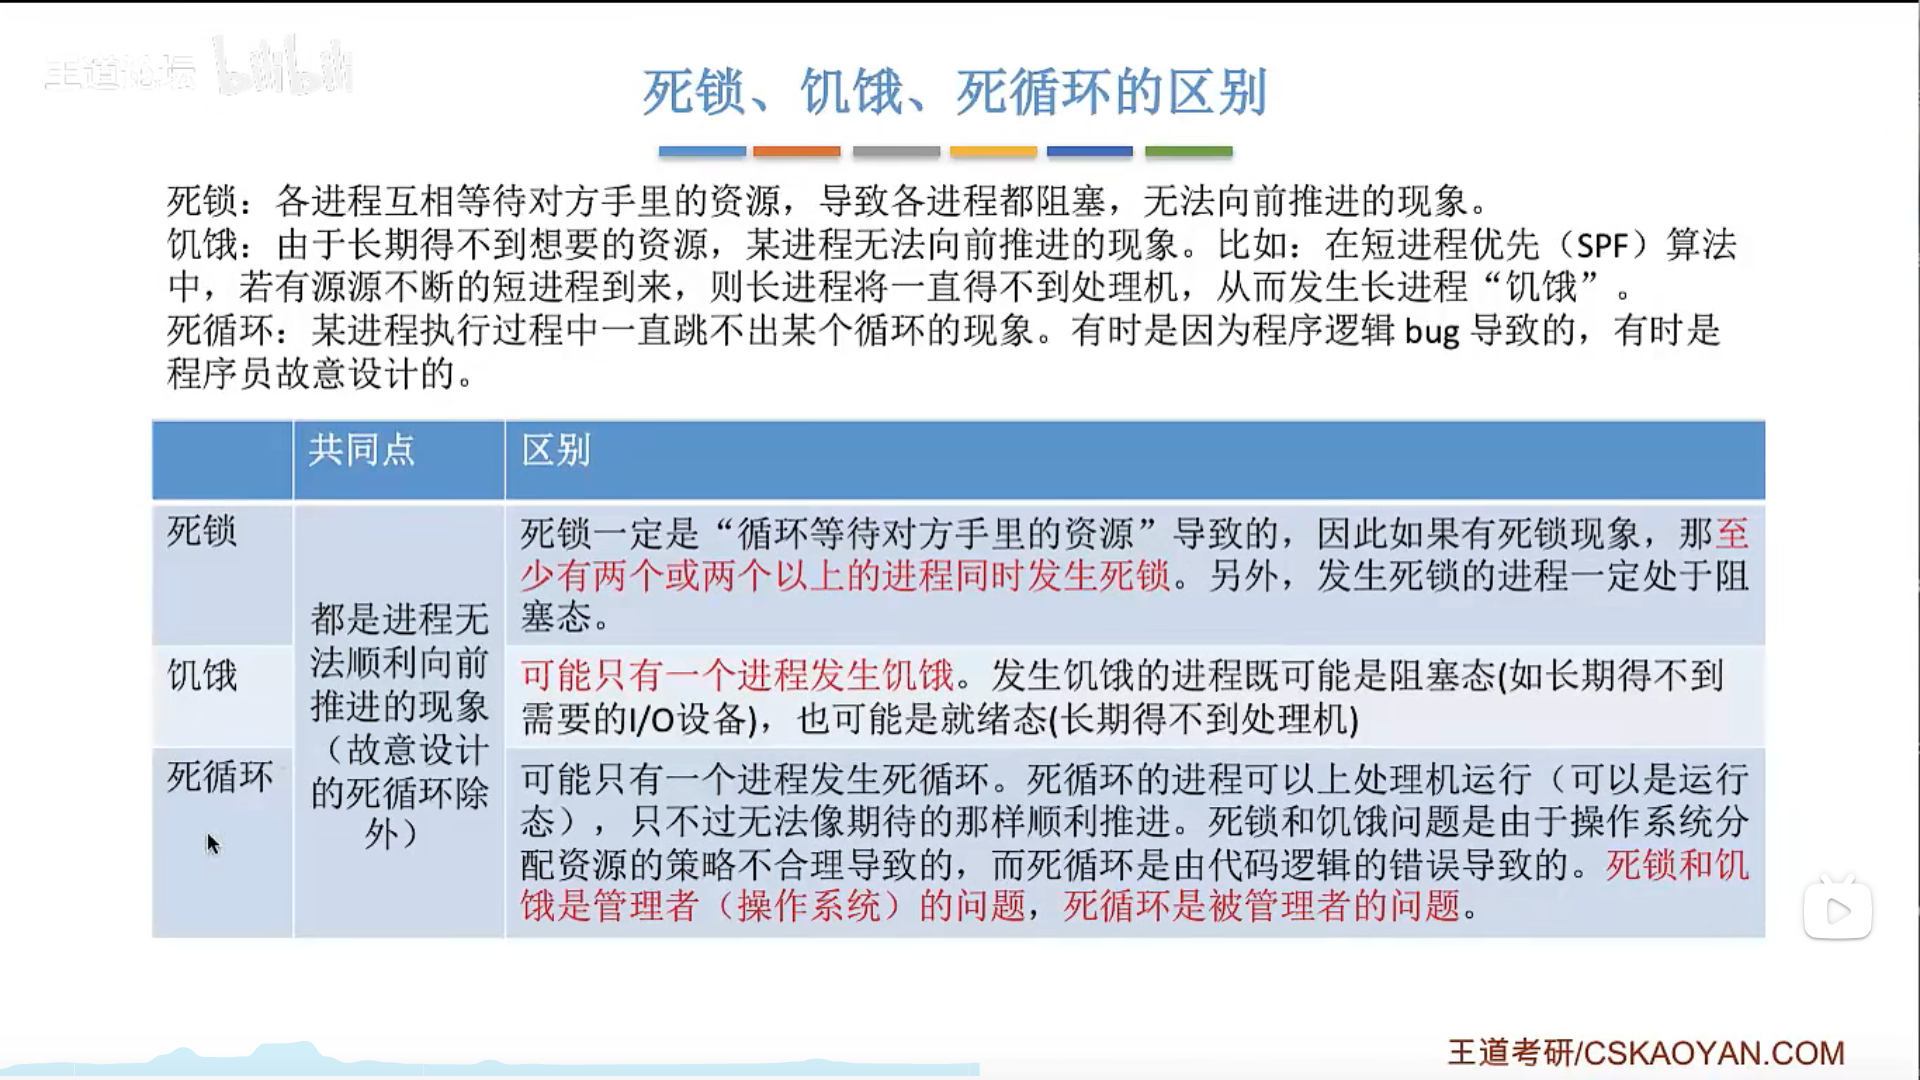 王道论坛 bilibili
死锁、饥饿、死循环的区别
死锁：各进程互相等待对方手里的资源，导致各进程都阻塞，无法向前推进的现象。
饥饿：由于长期得不到想要的资源，某进程无法向前推进的现象。比如：在短进程优先（SPF）算法
中，若有源源不断的短进程到来，则长进程将一直得不到处理机，从而发生长进程“饥饿”。
死循环：某进程执行过程中一直跳不出某个循环的现象。有时是因为程序逻辑 bug 导致的，有时是
程序员故意设计的。
共同点
区别
死锁
都是进程无
法顺利向前
推进的现象
（故意设计
的死循环除
外）
死锁一定是“循环等待对方手里的资源”导致的，因此如果有死锁现象，那至
少有两个或两个以上的进程同时发生死锁。另外，发生死锁的进程一定处于阻
塞态。
饥饿
可能只有一个进程发生饥饿。发生饥饿的进程既可能是阻塞态(如长期得不到
需要的I/O设备)，也可能是就绪态(长期得不到处理机)
死循环
可能只有一个进程发生死循环。死循环的进程可以上处理机运行（可以是运行
态），只不过无法像期待的那样顺利推进。死锁和饥饿问题是由于操作系统分
配资源的策略不合理导致的，而死循环是由代码逻辑的错误导致的。死锁和饥
饿是管理者（操作系统）的问题，死循环是被管理者的问题。
王道考研/CSKAOYAN.COM